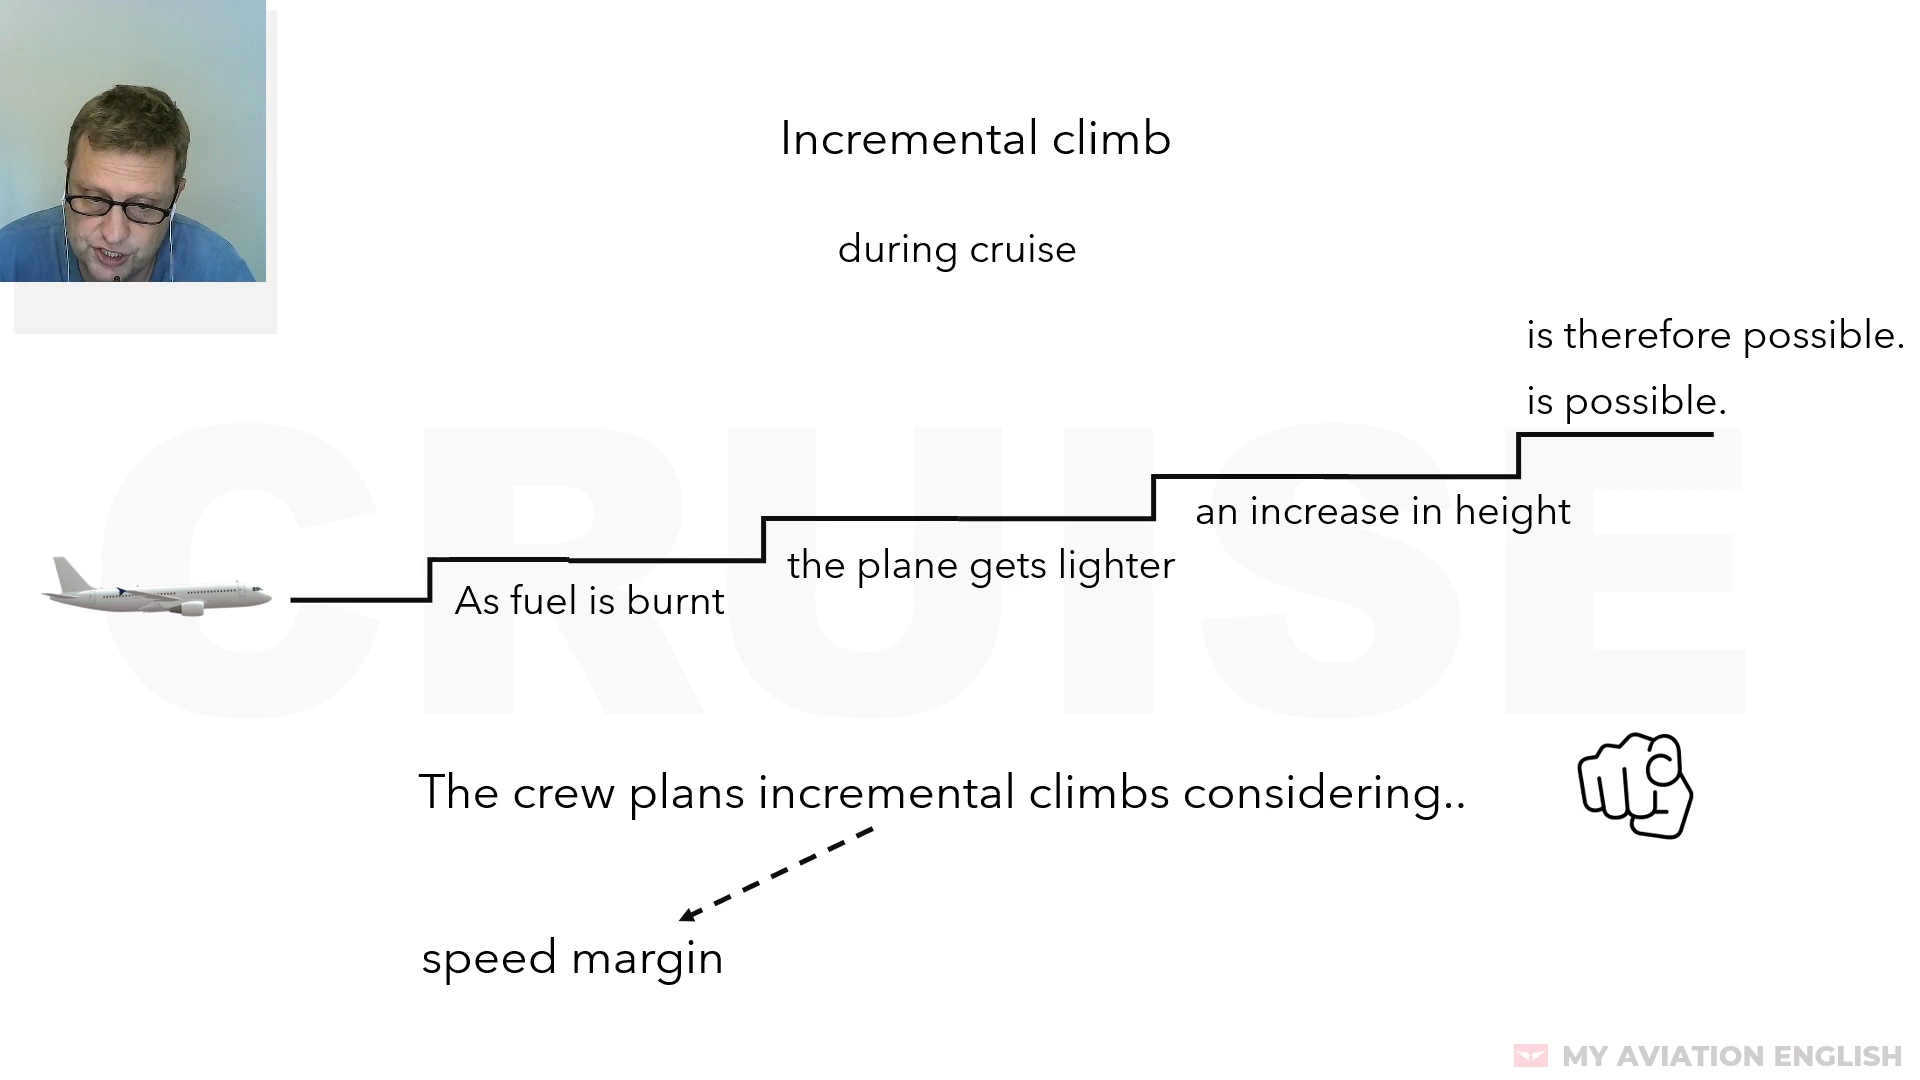 Incremental climb
during cruise
is therefore possible.
is possible.
CRUISE
an increase in height
the plane gets lighter
As fuel is burnt
The crew plans incremental climbs considering..
speed margin
MY AVIATION ENGLISH